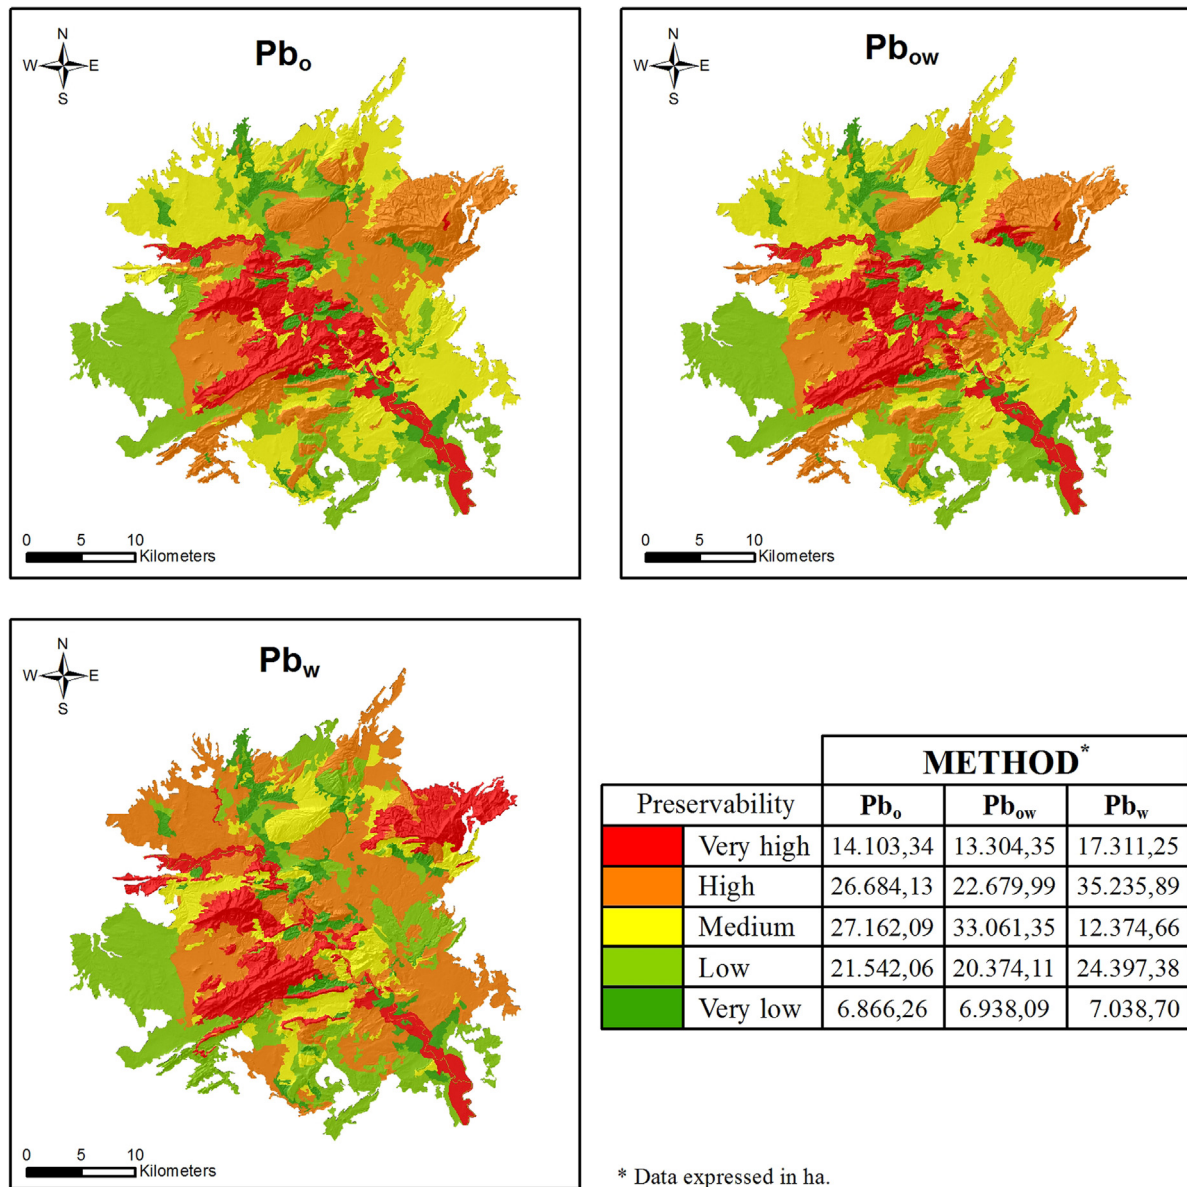 N
W E
S
Pbo
0 5 10
Kilometers
N
W E
S
Pbow
0 5 10
Kilometers
N
W E
S
Pbw
0 5 10
Kilometers
METHOD*
Preservability Pbo Pbow Pbw
Very high 14.103,34 13.304,35 17.311,25
High 26.684,13 22.679,99 35.235,89
Medium 27.162,09 33.061,35 12.374,66
Low 21.542,06 20.374,11 24.397,38
Very low 6.866,26 6.938,09 7.038,70
* Data expressed in ha.